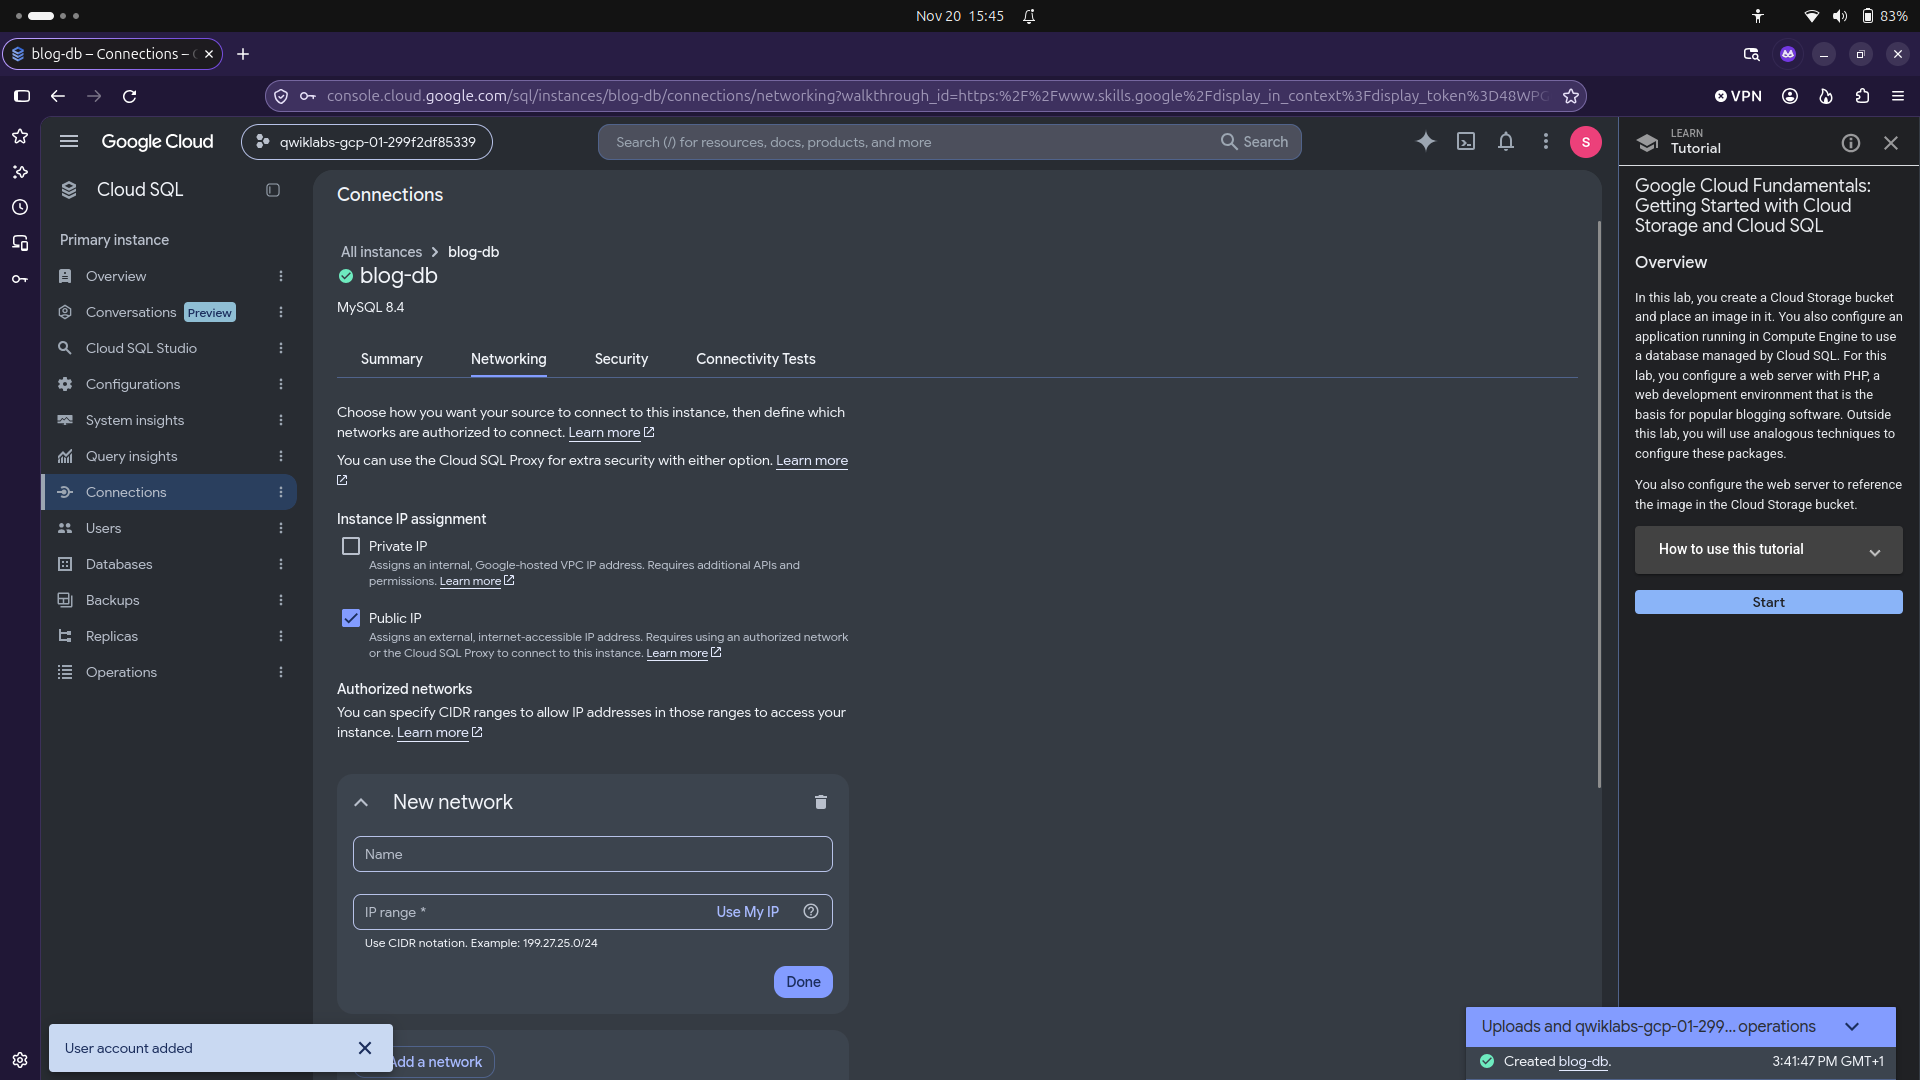 Nov 20 15:45
83%
blog-db – Connections –
console.cloud.google.com/sql/instances/blog-db/connections/networking?walkthrough_id=https:%2F%2Fwww.skills.google%2Fdisplay_in_context%3Fdisplay_token%3D48WPG
VPN
Google Cloud
qwiklabs-gcp-01-299f2df85339
Search (/) for resources, docs, products, and more
Search
S
LEARN
Tutorial
Cloud SQL
Primary instance
Overview
Conversations Preview
Cloud SQL Studio
Configurations
System insights
Query insights
Connections
Users
Databases
Backups
Replicas
Operations
Connections
All instances
blog-db
blog-db
MySQL 8.4
Summary
Networking
Security
Connectivity Tests
Choose how you want your source to connect to this instance, then define which
networks are authorized to connect. Learn more
You can use the Cloud SQL Proxy for extra security with either option. Learn more
Instance IP assignment
Private IP
Assigns an internal, Google-hosted VPC IP address. Requires additional APIs and
permissions. Learn more
Public IP
Assigns an external, internet-accessible IP address. Requires using an authorized network
or the Cloud SQL Proxy to connect to this instance. Learn more
Authorized networks
You can specify CIDR ranges to allow IP addresses in those ranges to access your
instance. Learn more
New network
Name
IP range *
Use My IP
Use CIDR notation. Example: 199.27.25.0/24
Done
Add a network
User account added
Google Cloud Fundamentals:
Getting Started with Cloud
Storage and Cloud SQL
Overview
In this lab, you create a Cloud Storage bucket
and place an image in it. You also configure an
application running in Compute Engine to use
a database managed by Cloud SQL. For this
lab, you configure a web server with PHP, a
web development environment that is the
basis for popular blogging software. Outside
this lab, you will use analogous techniques to
configure these packages.
You also configure the web server to reference
the image in the Cloud Storage bucket.
How to use this tutorial
Start
Uploads and qwiklabs-gcp-01-299... operations
Created blog-db.
3:41:47 PM GMT+1